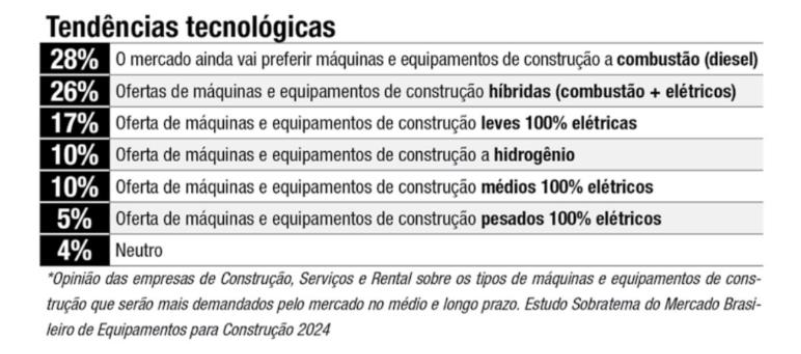 Tendências tecnológicas
28% O mercado ainda vai preferir máquinas e equipamentos de construção a combustão (diesel)
26% Ofertas de máquinas e equipamentos de construção híbridas (combustão + elétricos)
17% Oferta de máquinas e equipamentos de construção leves 100% elétricas
10% Oferta de máquinas e equipamentos de construção a hidrogênio
10% Oferta de máquinas e equipamentos de construção médios 100% elétricos
5% Oferta de máquinas e equipamentos de construção pesados 100% elétricos
4% Neutro
*Opinião das empresas de Construção, Serviços e Rental sobre os tipos de máquinas e equipamentos de cons-
trução que serão mais demandados pelo mercado no médio e longo prazo. Estudo Sobratema do Mercado Brasi-
leiro de Equipamentos para Construção 2024